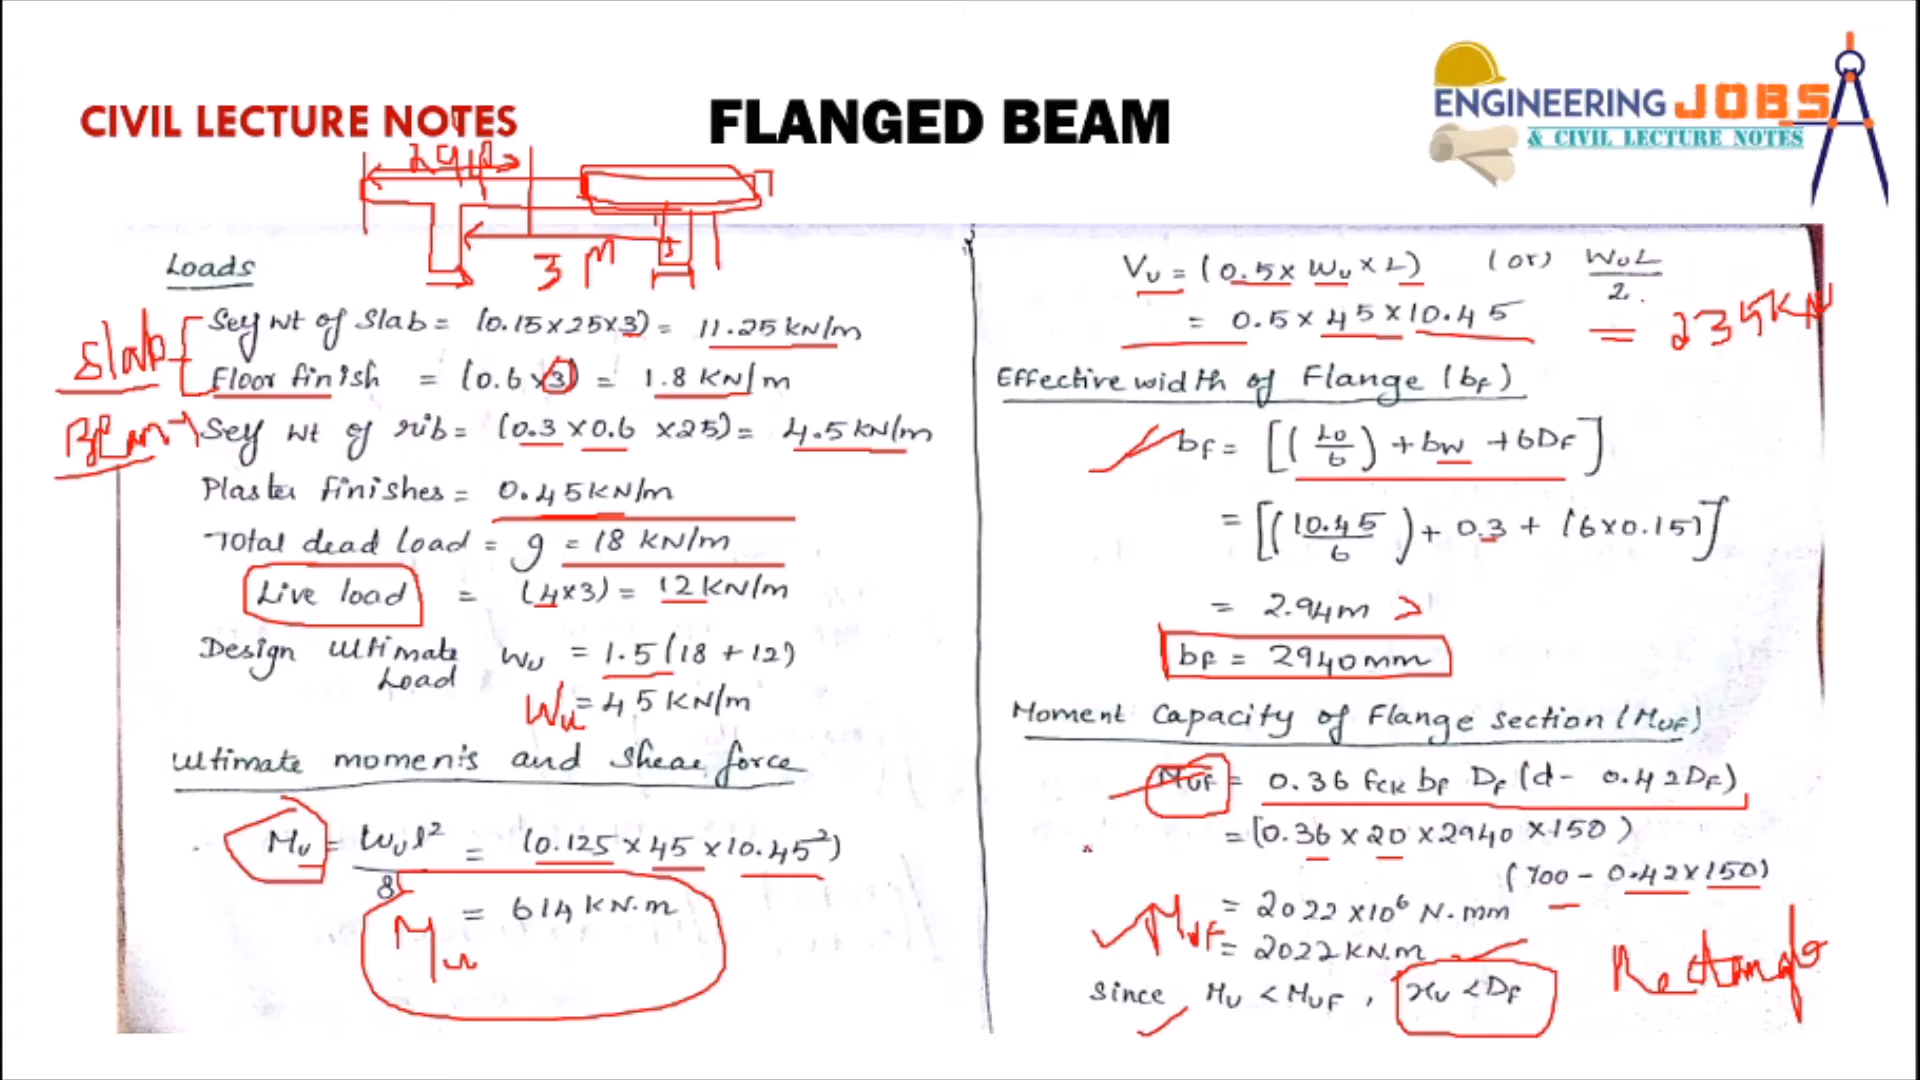 CIVIL LECTURE NOTES
FLANGED BEAM
ENGINEERING JOBS
& CIVIL LECTURE NOTES
3 M
Loads
Slab
Self wt of Slab = (0.15×25×3) = 11.25 kN/m
Floor finish = (0.6×3) = 1.8 KN/m
Beam
Self wt of rib = (0.3×0.6×25) = 4.5 kN/m
Plaster finishes = 0.45 KN/m
Total dead load = g = 18 KN/m
Live load = (4×3) = 12 KN/m
Design ultimate Load Wu = 1.5(18+12)
Wu = 45 KN/m
Ultimate moments and Shear force
Mu = Wul²/8 = (0.125×45×10.45²)
Mu = 614 KN.m
Vu = (0.5×Wu×L) (or) WuL/2
= 0.5×45×10.45 = 235KN
Effective width of Flange (bf)
bf = [(Lo/6) + bw + 6Df]
= [(10.45/6) + 0.3 + (6×0.15)]
= 2.94m >
bf = 2940mm
Moment Capacity of Flange section (MUF)
MUF = 0.36 fck bf Df (d - 0.42Df)
= (0.36×20×2940×150)
(700 - 0.42×150)
= 2022×10⁶ N.mm
MUF = 2022 KN.m
Since Mu < MUF, xu < Df
Rectangle